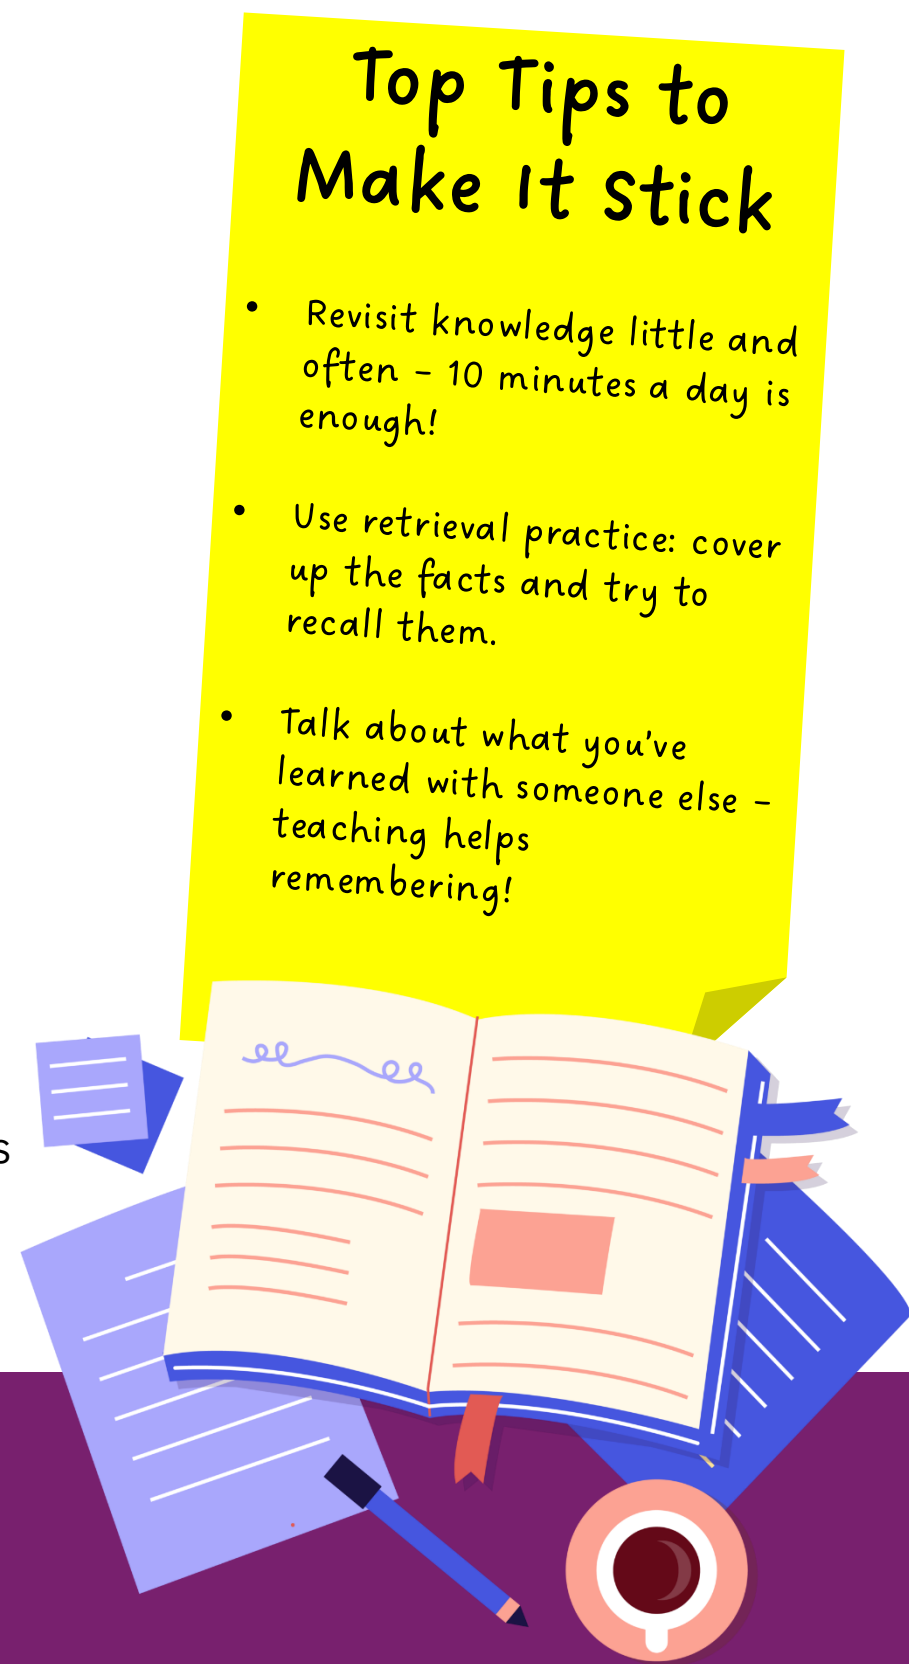 Top Tips to
Make It Stick
• Revisit knowledge little and
often – 10 minutes a day is
enough!
• Use retrieval practice: cover
up the facts and try to
recall them.
• Talk about what you've
learned with someone else –
teaching helps
remembering!
s